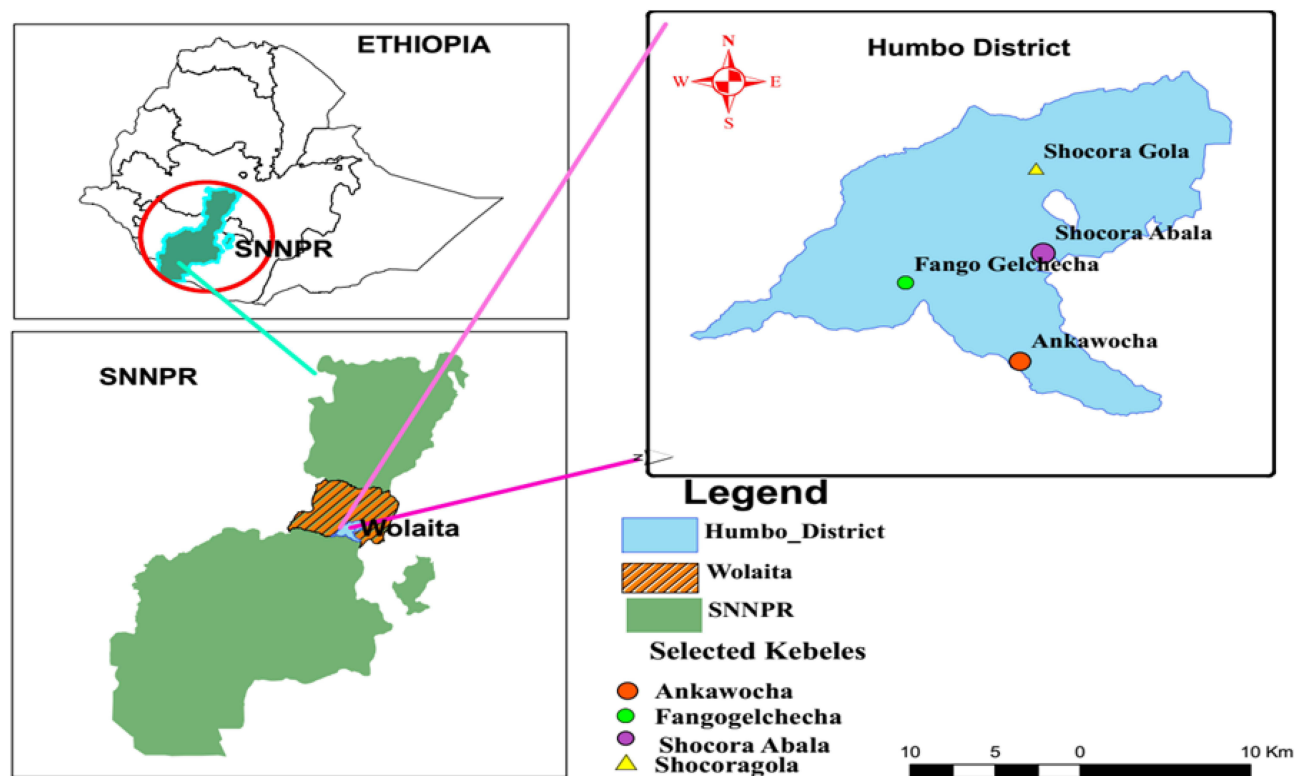 ETHIOPIA
SNNPR
SNNPR
Wolaita
Humbo District
N
W E
S
Shocora Gola
Shocora Abala
Fango Gelchecha
Ankawocha
N
Legend
Humbo_District
Wolaita
SNNPR
Selected Kebeles
Ankawocha
Fangogelchecha
Shocora Abala
Shocoragola
10 5 0 10 Km